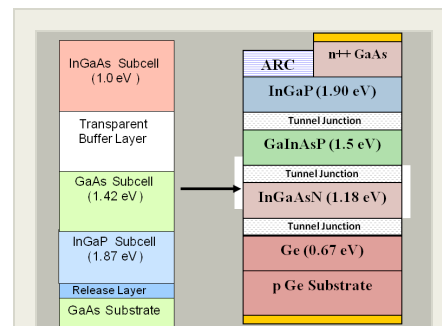 InGaAs Subcell
(1.0 eV )
Transparent
Buffer Layer
GaAs Subcell
(1.42 eV )
InGaP Subcell
(1.87 eV )
Release Layer
GaAs Substrate
n++ GaAs
ARC
InGaP (1.90 eV)
Tunnel Junction
GaInAsP (1.5 eV)
Tunnel Junction
InGaAsN (1.18 eV)
Tunnel Junction
Ge (0.67 eV)
p Ge Substrate